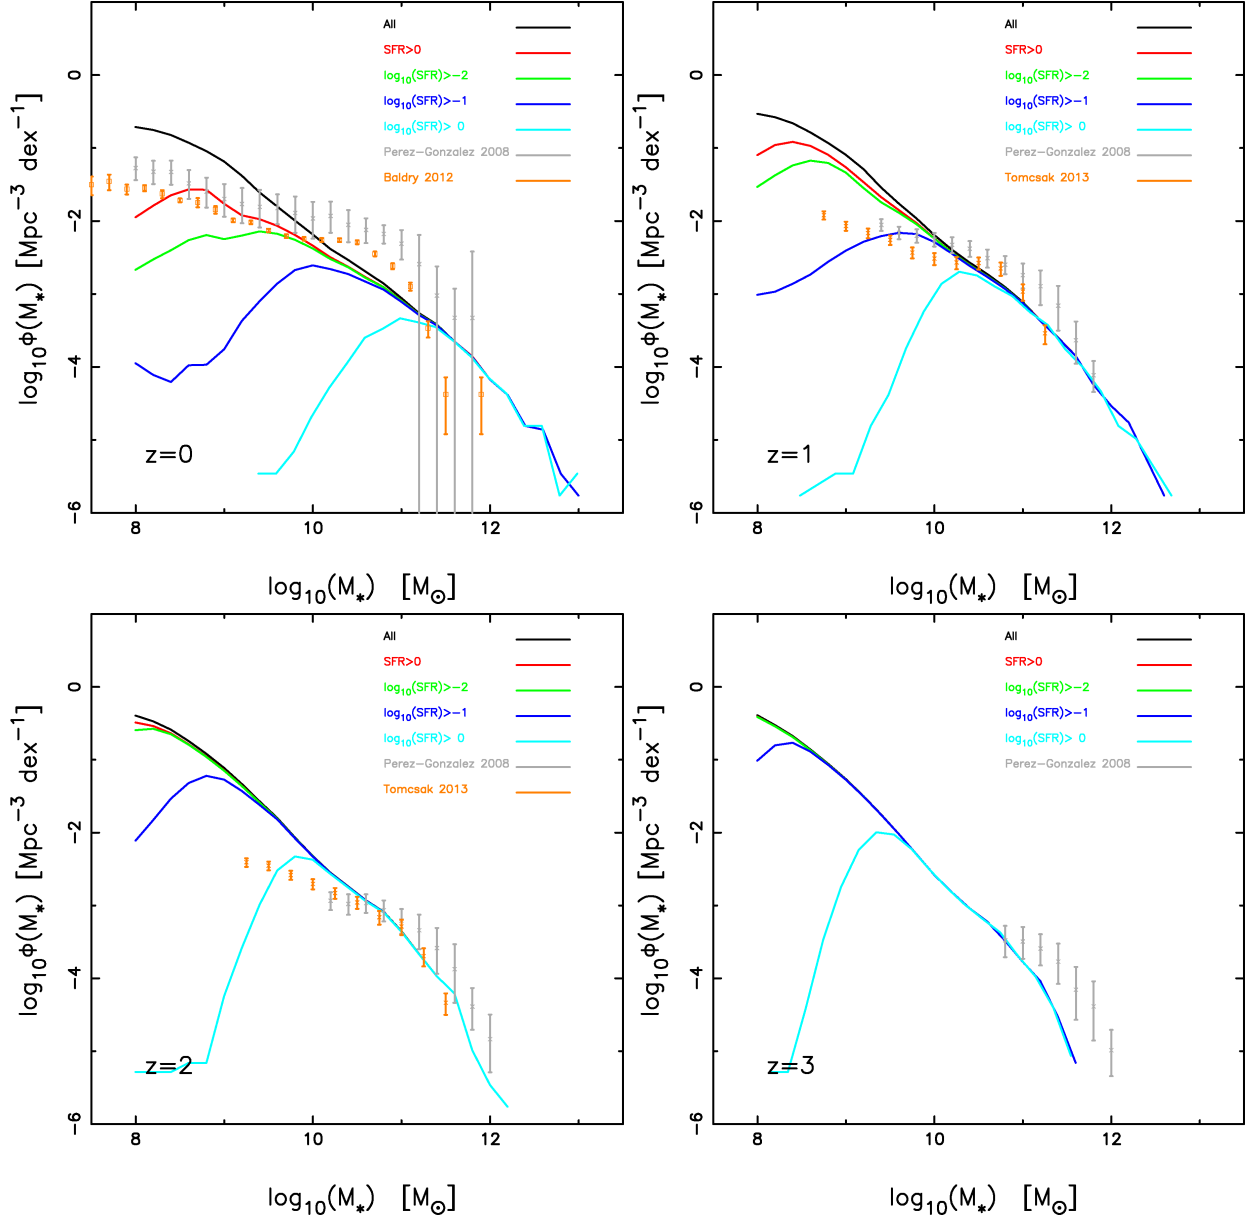 All
SFR>0
log₁₀(SFR)>−2
log₁₀(SFR)>−1
log₁₀(SFR)> 0
Perez−Gonzalez 2008
Baldry 2012
0
−2
−4
−6
log₁₀Φ(M*) [Mpc⁻³ dex⁻¹]
z=0
8
10
12
log₁₀(M*) [M☉]
All
SFR>0
log₁₀(SFR)>−2
log₁₀(SFR)>−1
log₁₀(SFR)> 0
Perez−Gonzalez 2008
Tomcsak 2013
0
−2
−4
−6
log₁₀Φ(M*) [Mpc⁻³ dex⁻¹]
z=1
8
10
12
log₁₀(M*) [M☉]
All
SFR>0
log₁₀(SFR)>−2
log₁₀(SFR)>−1
log₁₀(SFR)> 0
Perez−Gonzalez 2008
Tomcsak 2013
0
−2
−4
−6
log₁₀Φ(M*) [Mpc⁻³ dex⁻¹]
z=2
8
10
12
log₁₀(M*) [M☉]
All
SFR>0
log₁₀(SFR)>−2
log₁₀(SFR)>−1
log₁₀(SFR)> 0
Perez−Gonzalez 2008
0
−2
−4
−6
log₁₀Φ(M*) [Mpc⁻³ dex⁻¹]
z=3
8
10
12
log₁₀(M*) [M☉]